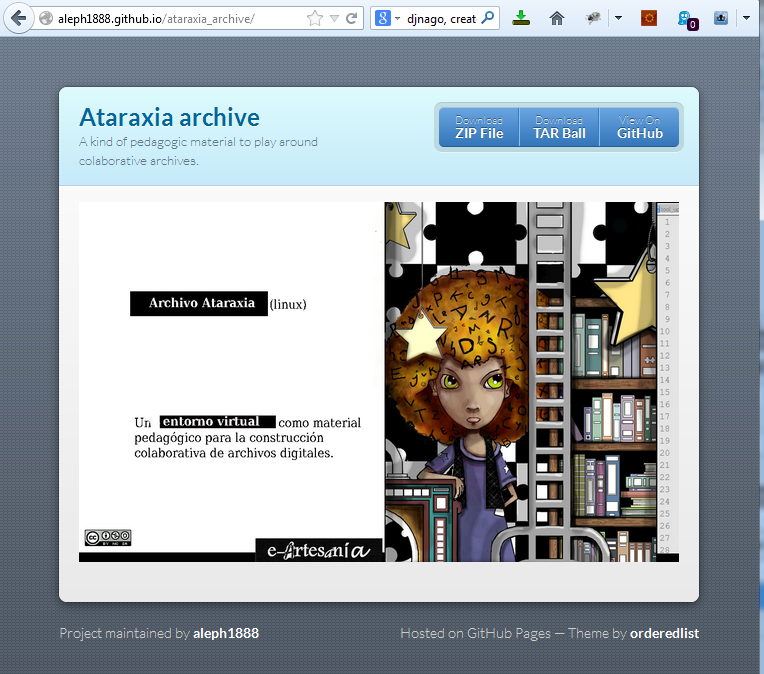 aleph1888.github.io/ataraxia_archive/
djnago, creat
0
Ataraxia archive
A kind of pedagogic material to play around
colaborative archives.
Download
ZIP File
Download
TAR Ball
View On
GitHub
Archivo Ataraxia (linux)
Un entorno virtual como material
pedagógico para la construcción
colaborativa de archivos digitales.
BY NC SA
e-Artesanía
1
2
3
4
5
6
7
8
9
10
11
12
13
14
15
16
17
18
19
20
21
22
23
24
25
26
27
28
Project maintained by aleph1888
Hosted on GitHub Pages — Theme by orderedlist